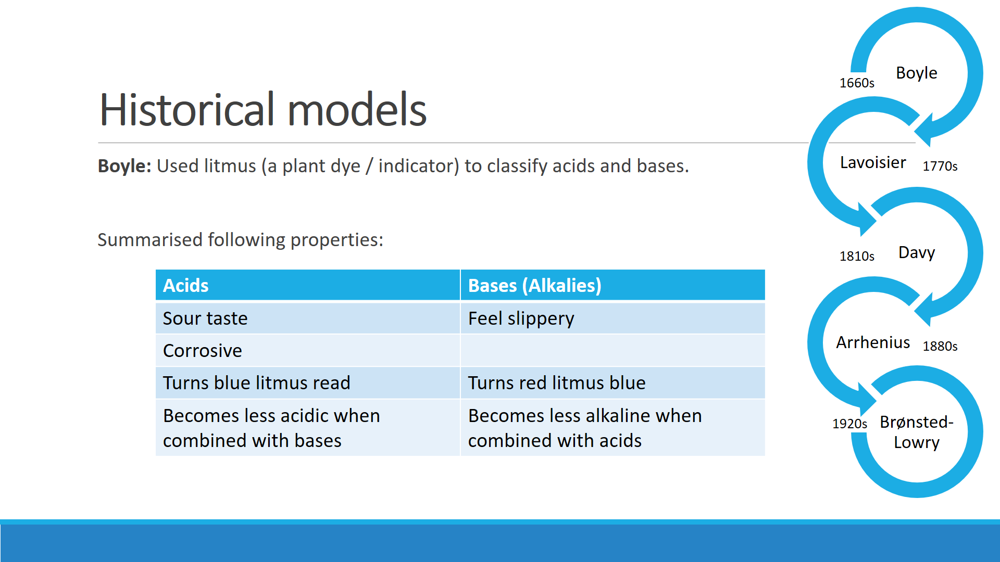 Historical models
Boyle: Used litmus (a plant dye / indicator) to classify acids and bases.
Summarised following properties:
Acids
Bases (Alkalies)
Sour taste
Feel slippery
Corrosive
Turns blue litmus read
Turns red litmus blue
Becomes less acidic when
combined with bases
Becomes less alkaline when
combined with acids
Boyle
1660s
Lavoisier
1770s
Davy
1810s
Arrhenius
1880s
Brønsted-
Lowry
1920s